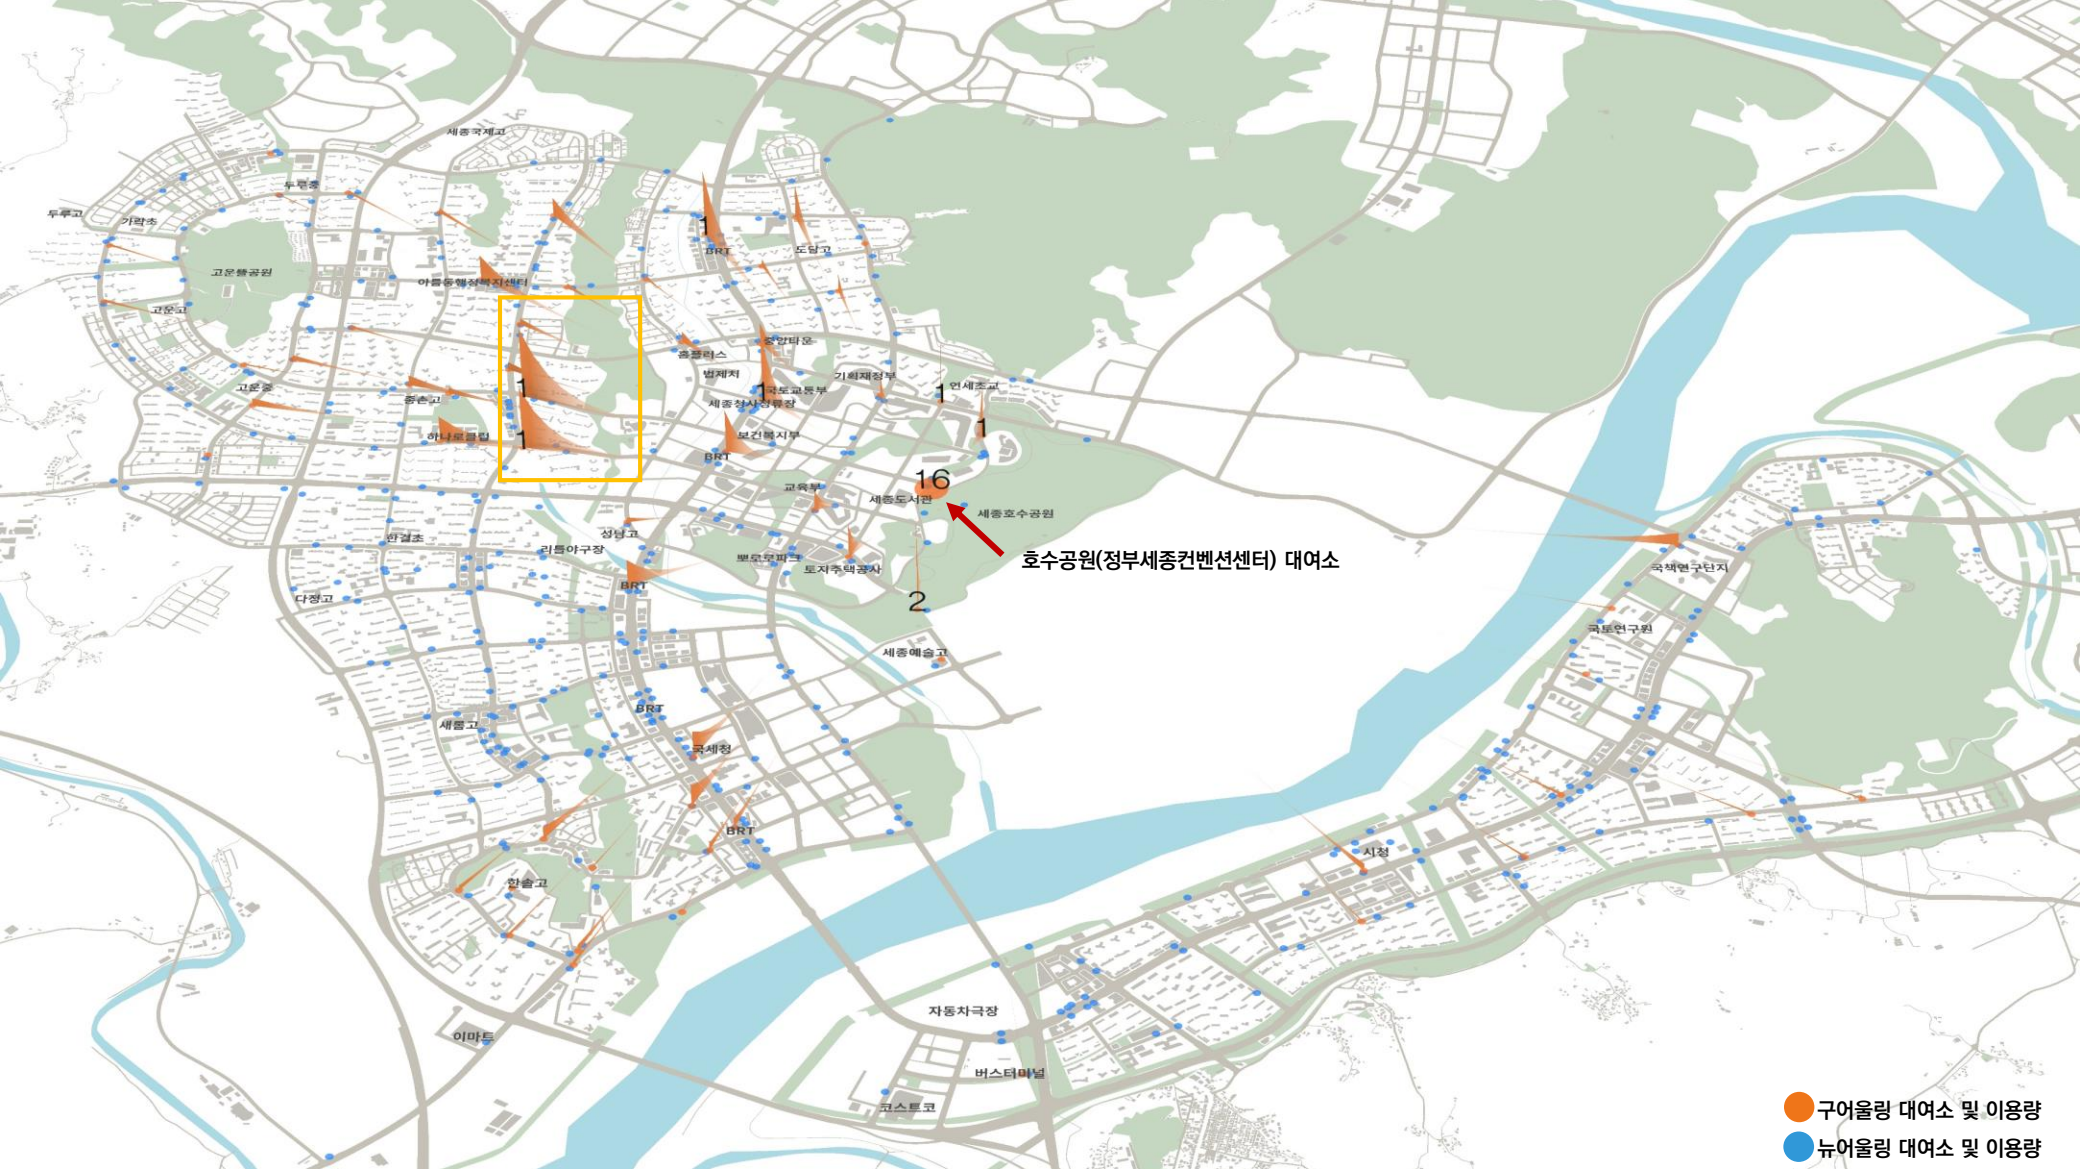 세종국제고
두루중
두루고
가락초
1
BRT
도담고
고운뜰공원
아름동행정복지센터
고운고
중앙타운
홈플러스
법제처
기획재정부
고운중
1
1
국토교통부
1
연세초교
종촌고
세종청사정류장
1
하나로클럽
1
보건복지부
BRT
16
교육부
세종도서관
세종호수공원
한결초
성남고
리틀야구장
뽀로로파크
토지주택공사
호수공원(정부세종컨벤션센터) 대여소
국책연구단지
BRT
다정고
2
국토연구원
세종예술고
BRT
새롬고
국세청
BRT
시청
한솔고
자동차극장
이마트
버스터미널
코스트코
구어울링 대여소 및 이용량
뉴어울링 대여소 및 이용량